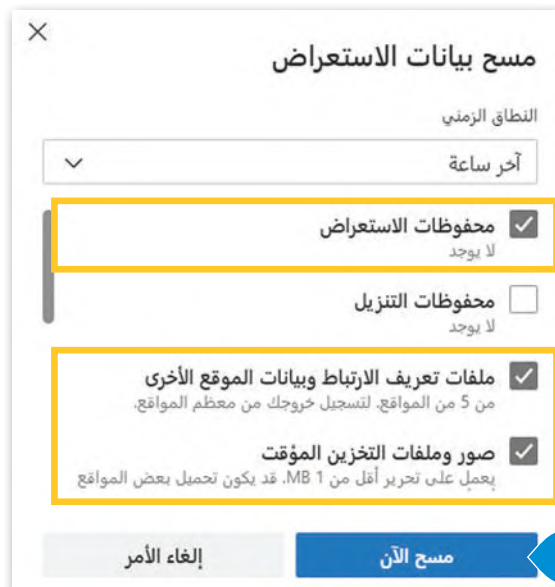 مسح بيانات الاستعراض
النطاق الزمني
آخر ساعة
محفوظات الاستعراض
لا يوجد
محفوظات التنزيل
لا يوجد
ملفات تعريف الارتباط وبيانات الموقع الأخرى
من 5 من المواقع. لتسجيل خروجك من معظم المواقع.
صور وملفات التخزين المؤقت
يعمل على تحرير أقل من 1 MB. قد يكون تحميل بعض المواقع
مسح الآن
إلغاء الأمر